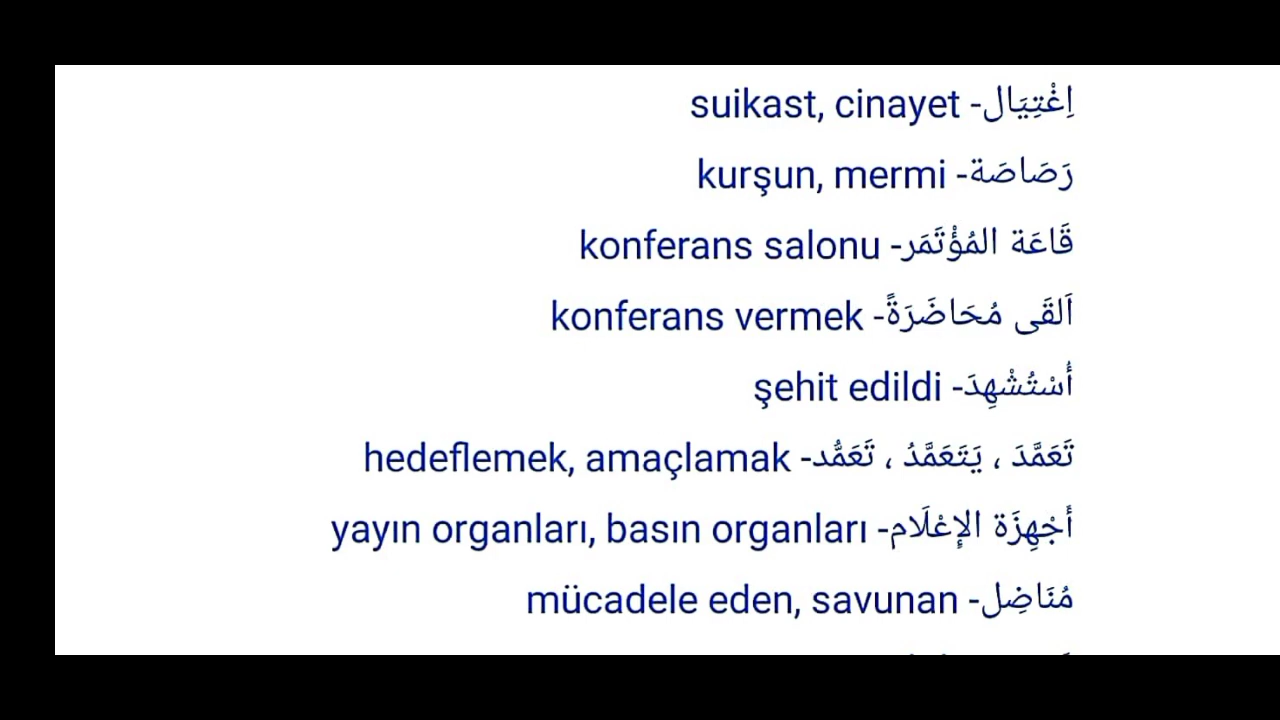 اِغْتِيَال- suikast, cinayet
رَصَاصَة- kurşun, mermi
قَاعَة المُؤْتَمَر- konferans salonu
اَلقَى مُحَاضَرَةً- konferans vermek
أُسْتُشْهِدَ- şehit edildi
تَعَمَّدَ ، يَتَعَمَّدُ ، تَعَمُّد- hedeflemek, amaçlamak
أَجْهِزَة الإِعْلَام- yayın organları, basın organları
مُنَاضِل- mücadele eden, savunan